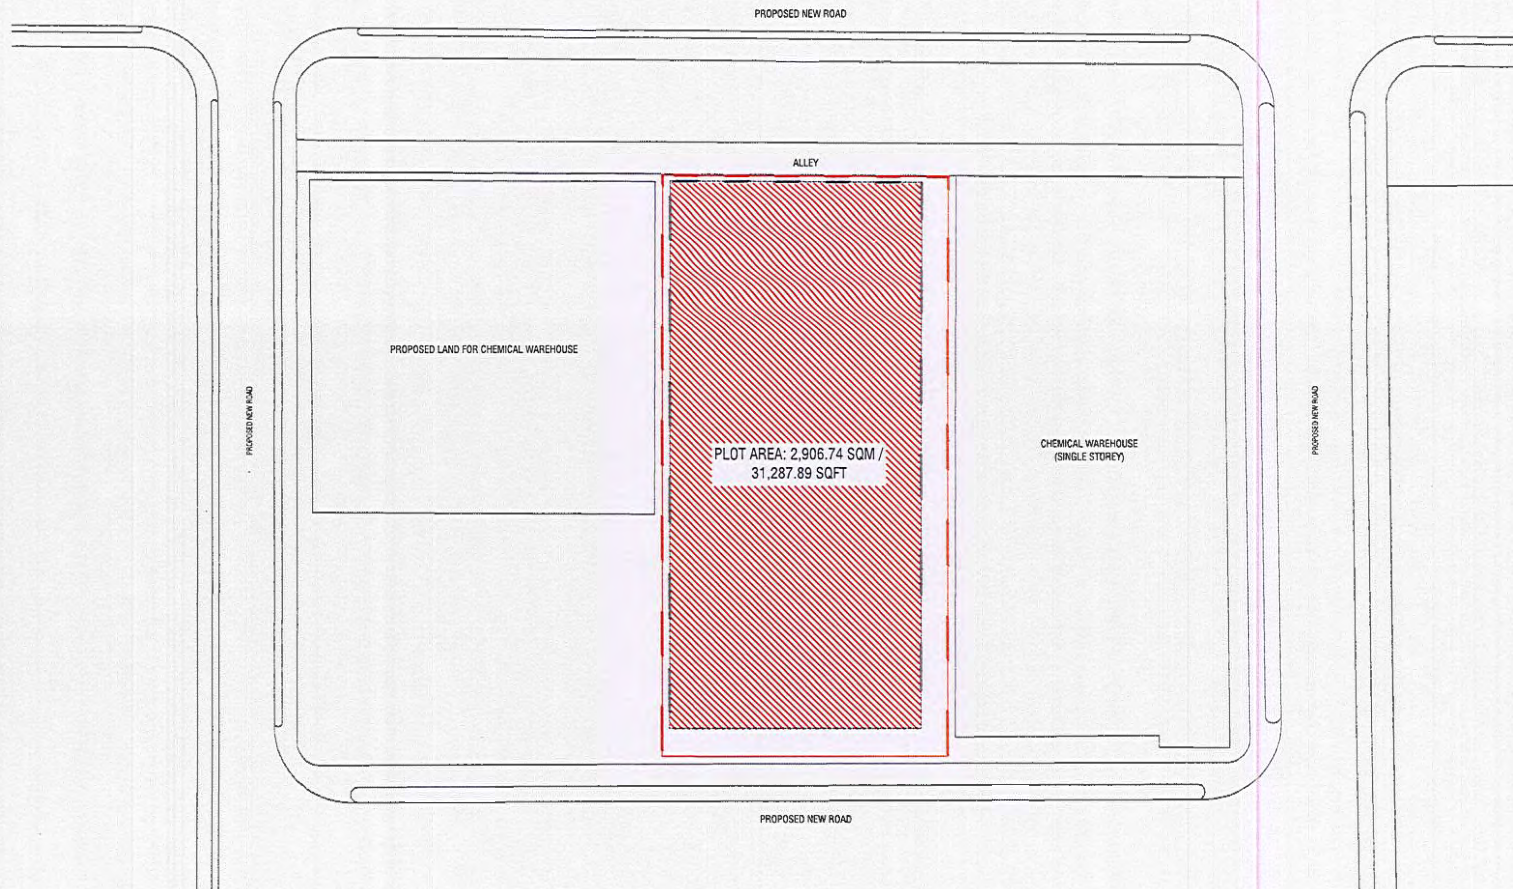 PROPOSED NEW ROAD
ALLEY
PROPOSED LAND FOR CHEMICAL WAREHOUSE
PROPOSED NEW ROAD
PLOT AREA: 2,906.74 SQM /
31,287.89 SQFT
CHEMICAL WAREHOUSE
(SINGLE STOREY)
PROPOSED NEW ROAD
PROPOSED NEW ROAD